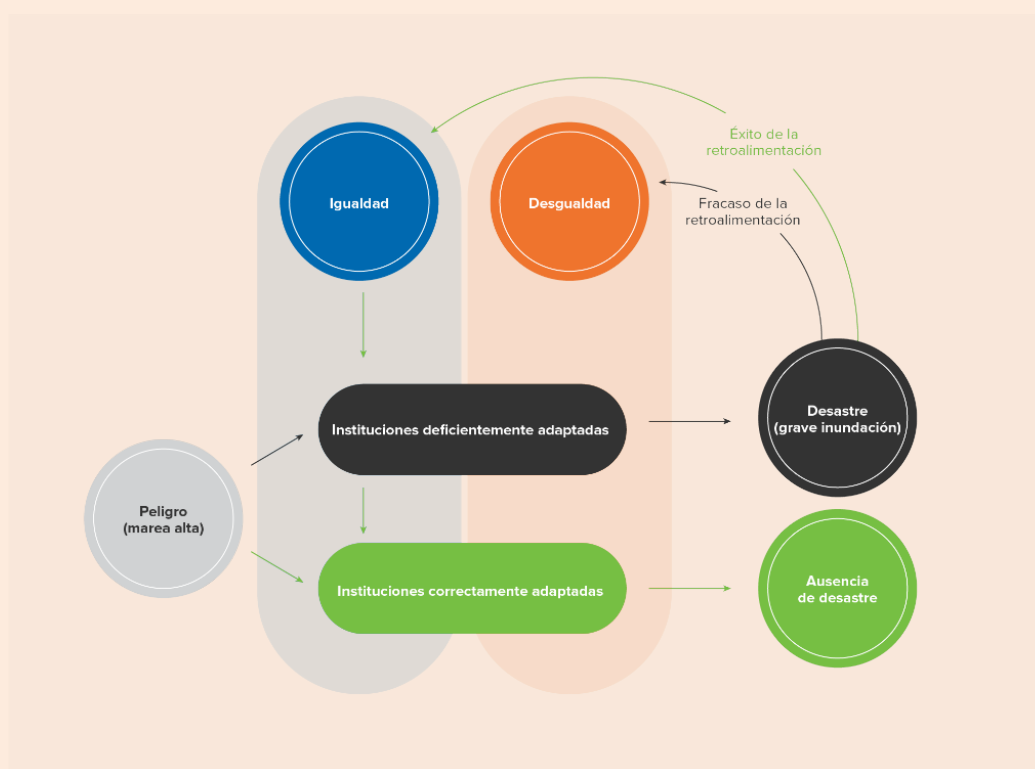 Éxito de la
retroalimentación
Igualdad
Desgualdad
Fracaso de la
retroalimentación
Instituciones deficientemente adaptadas
Desastre
(grave inundación)
Peligro
(marea alta)
Instituciones correctamente adaptadas
Ausencia
de desastre